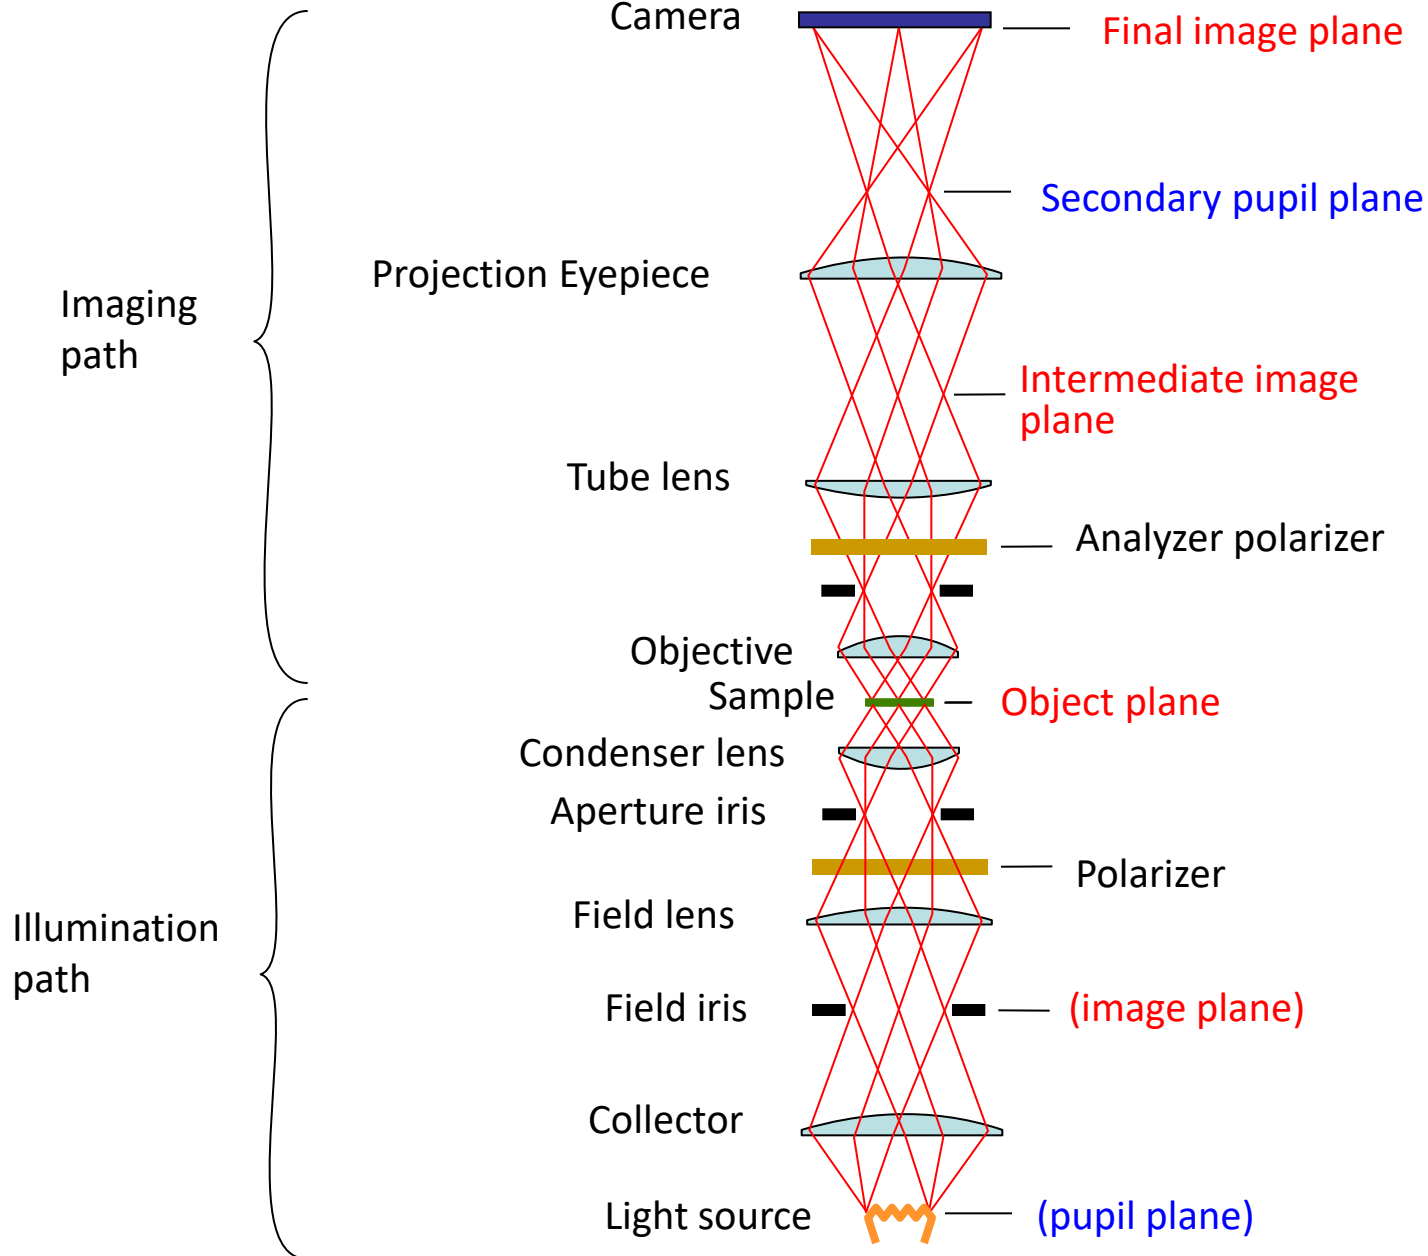 Camera
Final image plane
Secondary pupil plane
Projection Eyepiece
Imaging
path
Intermediate image
plane
Tube lens
Analyzer polarizer
Objective
Sample
Object plane
Condenser lens
Aperture iris
Polarizer
Field lens
Illumination
path
Field iris
(image plane)
Collector
Light source
(pupil plane)